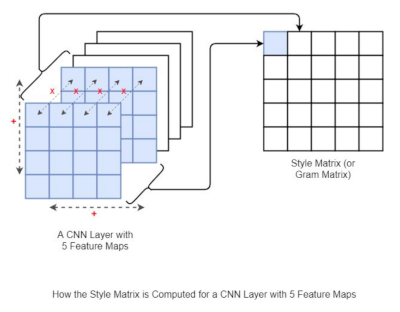 x x x x
+
+
Style Matrix (or
Gram Matrix)
A CNN Layer with
5 Feature Maps
How the Style Matrix is Computed for a CNN Layer with 5 Feature Maps